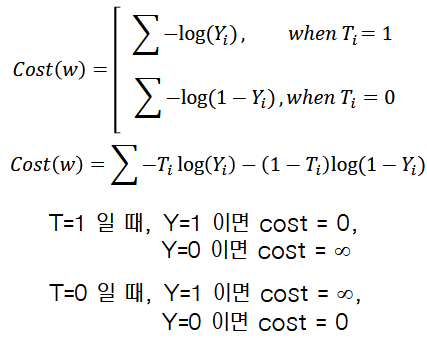 Cost(w) = [ ∑ −log(Yᵢ), when Tᵢ = 1
∑ −log(1 − Yᵢ), when Tᵢ = 0
Cost(w) = ∑ −Tᵢ log(Yᵢ) − (1 − Tᵢ)log(1 − Yᵢ)
T=1 일 때, Y=1 이면 cost = 0,
Y=0 이면 cost = ∞
T=0 일 때, Y=1 이면 cost = ∞,
Y=0 이면 cost = 0